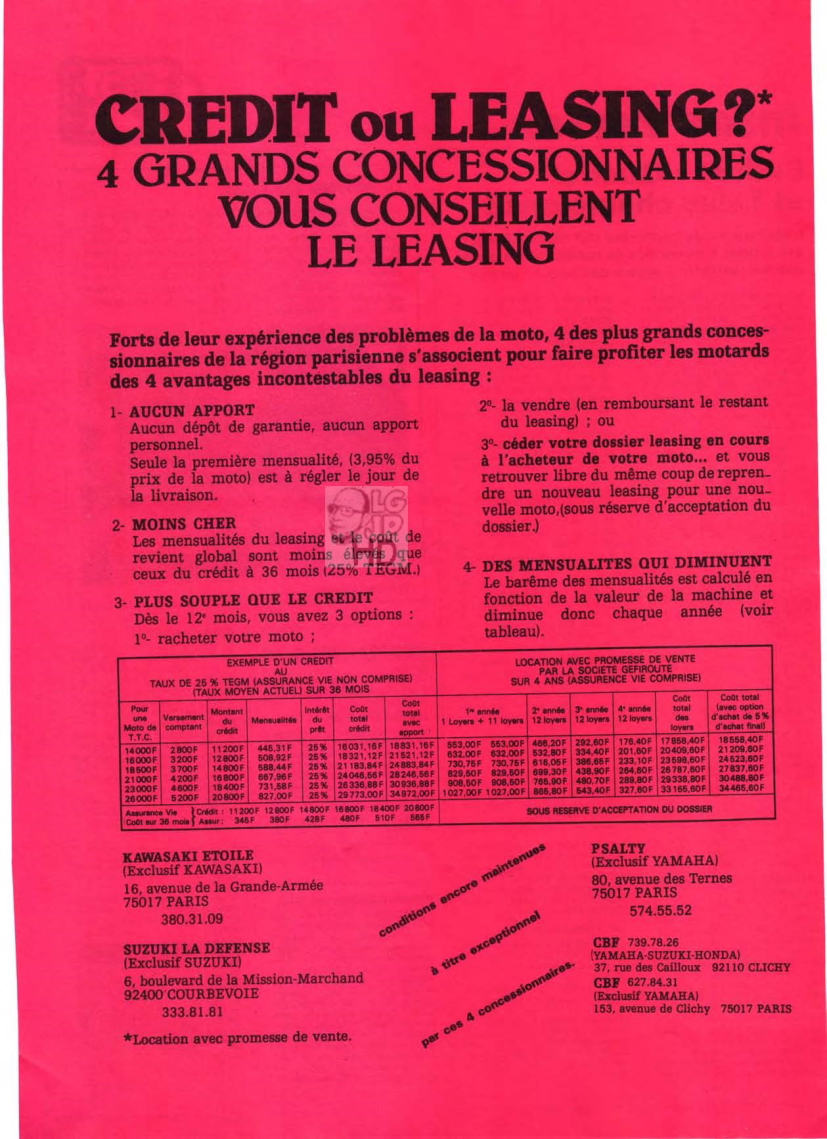 CREDIT ou LEASING?*
4 GRANDS CONCESSIONNAIRES
VOUS CONSEILLENT
LE LEASING
Forts de leur expérience des problèmes de la moto, 4 des plus grands conces-
sionnaires de la région parisienne s'associent pour faire profiter les motards
des 4 avantages incontestables du leasing :
1- AUCUN APPORT
Aucun dépôt de garantie, aucun apport
personnel.
Seule la première mensualité, (3,95% du
prix de la moto) est à régler le jour de
la livraison.
2- MOINS CHER
Les mensualités du leasing et le coût de
revient global sont moins élevés que
ceux du crédit à 36 mois (25% TEGM.)
3- PLUS SOUPLE QUE LE CREDIT
Dès le 12e mois, vous avez 3 options :
1º- racheter votre moto ;
2º- la vendre (en remboursant le restant
du leasing) ; ou
3º- céder votre dossier leasing en cours
à l'acheteur de votre moto... et vous
retrouver libre du même coup de repren-
dre un nouveau leasing pour une nou-
velle moto,(sous réserve d'acceptation du
dossier.)
4- DES MENSUALITES QUI DIMINUENT
Le barême des mensualités est calculé en
fonction de la valeur de la machine et
diminue donc chaque année (voir
tableau).
LG
JP
HD
EXEMPLE D'UN CREDIT
AU
TAUX DE 25 % TEGM (ASSURANCE VIE NON COMPRISE)
(TAUX MOYEN ACTUEL) SUR 36 MOIS
Pour une Moto de T.T.C. Versement comptant Montant du crédit Mensualités Intérêt du prêt Coût total crédit Coût total avec apport
14000F 2800F 11200F 445,31F 25% 16031,16F 18831,16F
16000F 3200F 12800F 508,92F 25% 18321,12F 21521,12F
18500F 3700F 14800F 588,44F 25% 21183,84F 24883,84F
21000F 4200F 16800F 667,96F 25% 24046,56F 28246,56F
23000F 4600F 18400F 731,58F 25% 26336,88F 30936,88F
26000F 5200F 20800F 827,00F 25% 29773,00F 34972,00F
Assurance Vie } Crédit : 11200F 12800F 14800F 16800F 18400F 20800F
Coût sur 36 mois } Assur : 345F 380F 428F 480F 510F 565F
LOCATION AVEC PROMESSE DE VENTE
PAR LA SOCIETE GEFIROUTE
SUR 4 ANS (ASSURENCE VIE COMPRISE)
1re année 1 Loyers + 11 loyers 2e année 12 loyers 3e année 12 loyers 4e année 12 loyers Coût total des loyers Coût total (avec option d'achat de 5% d'achat final)
553,00F 553,00F 466,20F 292,60F 176,40F 17858,40F 18558,40F
632,00F 632,00F 532,80F 334,40F 201,60F 20409,60F 21209,60F
730,75F 730,75F 616,05F 386,65F 233,10F 23598,60F 24523,60F
829,50F 829,50F 699,30F 438,90F 264,60F 26787,60F 27837,60F
908,50F 908,50F 765,90F 480,70F 289,80F 29338,80F 30488,80F
1027,00F 1027,00F 865,80F 543,40F 327,60F 33165,60F 34465,60F
SOUS RESERVE D'ACCEPTATION DU DOSSIER
KAWASAKI ETOILE
(Exclusif KAWASAKI)
16, avenue de la Grande-Armée
75017 PARIS
380.31.09
SUZUKI LA DEFENSE
(Exclusif SUZUKI)
6, boulevard de la Mission-Marchand
92400 COURBEVOIE
333.81.81
*Location avec promesse de vente.
conditions encore maintenues
à titre exceptionnel
par ces 4 concessionnaires.
PSALTY
(Exclusif YAMAHA)
80, avenue des Ternes
75017 PARIS
574.55.52
CBF 739.78.26
(YAMAHA-SUZUKI-HONDA)
37, rue des Cailloux 92110 CLICHY
CBF 627.84.31
(Exclusif YAMAHA)
153, avenue de Clichy 75017 PARIS